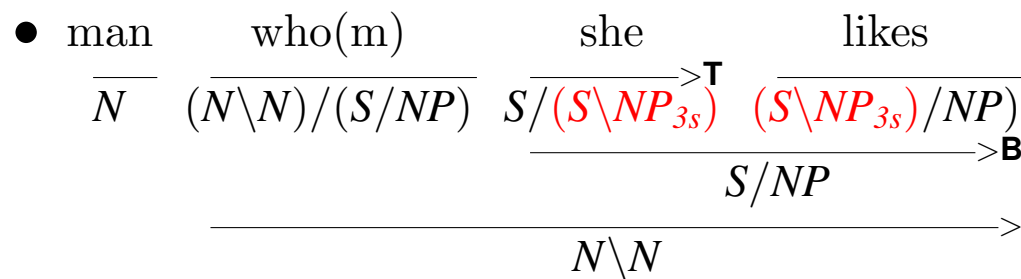 • man who(m) she likes
>T
N (N\N)/(S/NP) S/(S\NP3s) (S\NP3s)/NP)
>B
S/NP
>
N\N